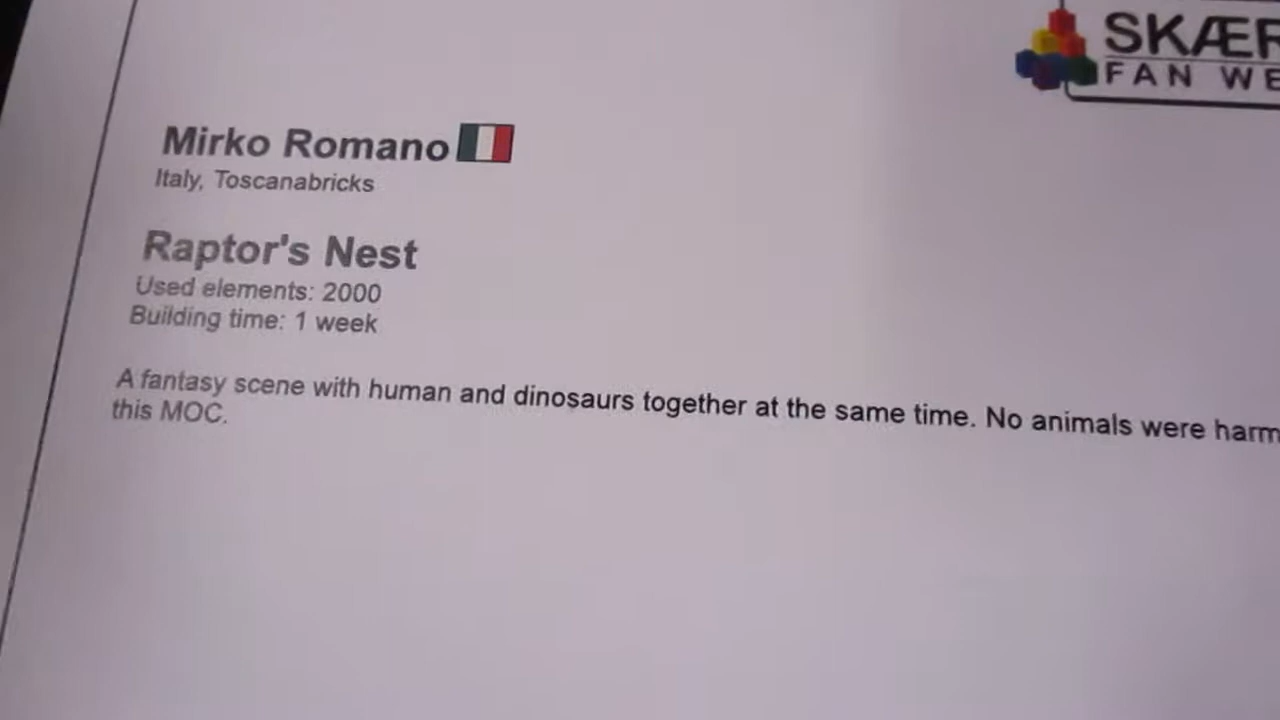 SKÆR
FAN WE
Mirko Romano
Italy, Toscanabricks
Raptor's Nest
Used elements: 2000
Building time: 1 week
A fantasy scene with human and dinosaurs together at the same time. No animals were harm
this MOC.